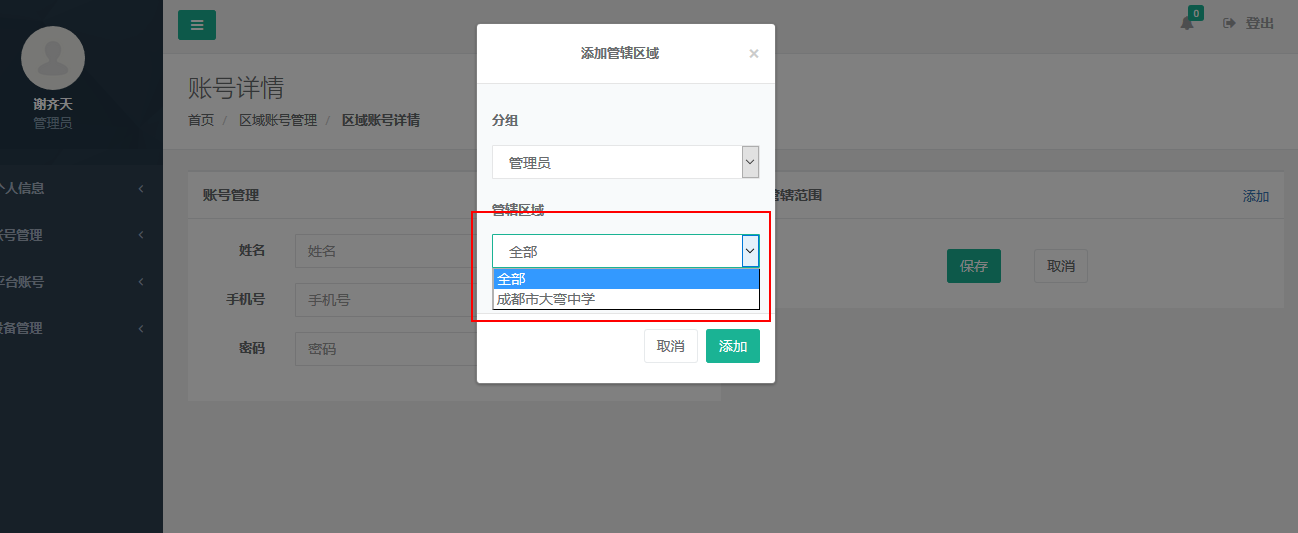 谢齐天
管理员
个人信息
账号管理
平台账号
设备管理
0
登出
账号详情
首页 / 区域账号管理 / 区域账号详情
账号管理
姓名 姓名
手机号 手机号
密码 密码
添加管辖区域 ×
分组
管理员
管辖区域
全部
全部
成都市大弯中学
取消 添加
管辖范围 添加
保存 取消